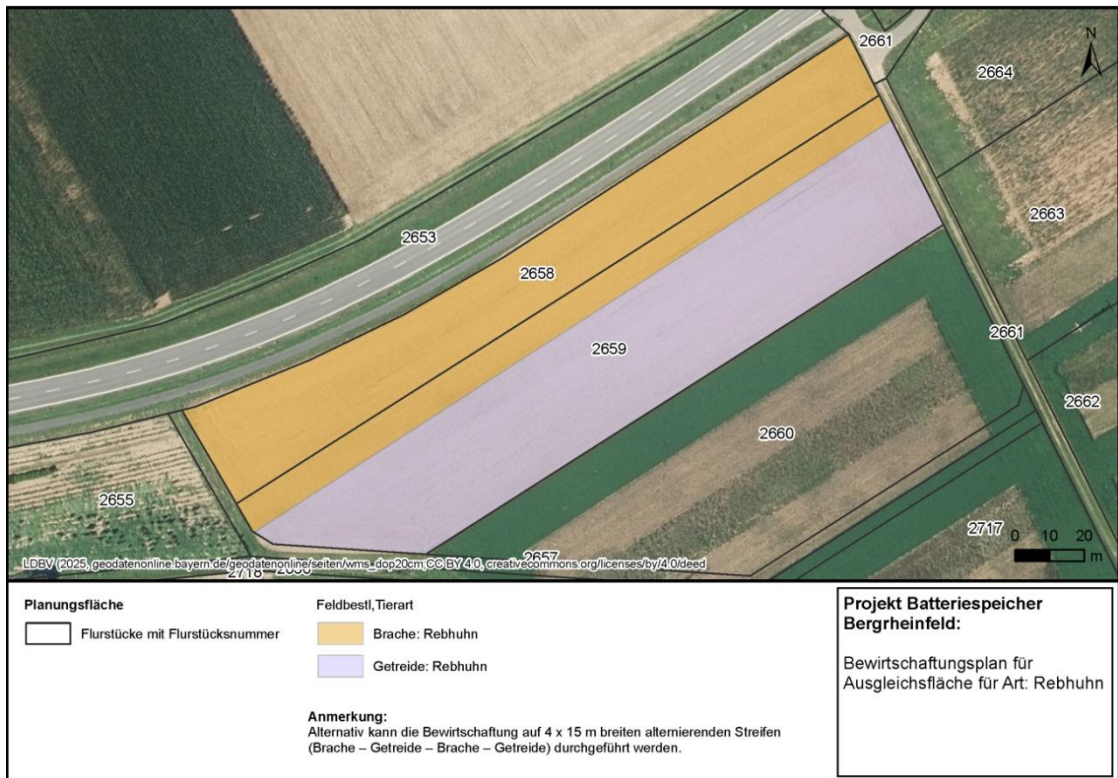 2661
N
2664
2663
2653
2658
2661
2659
2662
2660
2655
2717
0 10 20
m
2657
2718
LDBV (2025, geodatenonline.bayern.de/geodatenonline/seiten/wms_dop20cm,CC BY 4.0, creativecommons.org/licenses/by/4.0/deed
Planungsfläche
Flurstücke mit Flurstücksnummer
Feldbestl,Tierart
Brache: Rebhuhn
Getreide: Rebhuhn
Anmerkung:
Alternativ kann die Bewirtschaftung auf 4 x 15 m breiten alternierenden Streifen
(Brache – Getreide – Brache – Getreide) durchgeführt werden.
Projekt Batteriespeicher
Bergrheinfeld:
Bewirtschaftungsplan für
Ausgleichsfläche für Art: Rebhuhn